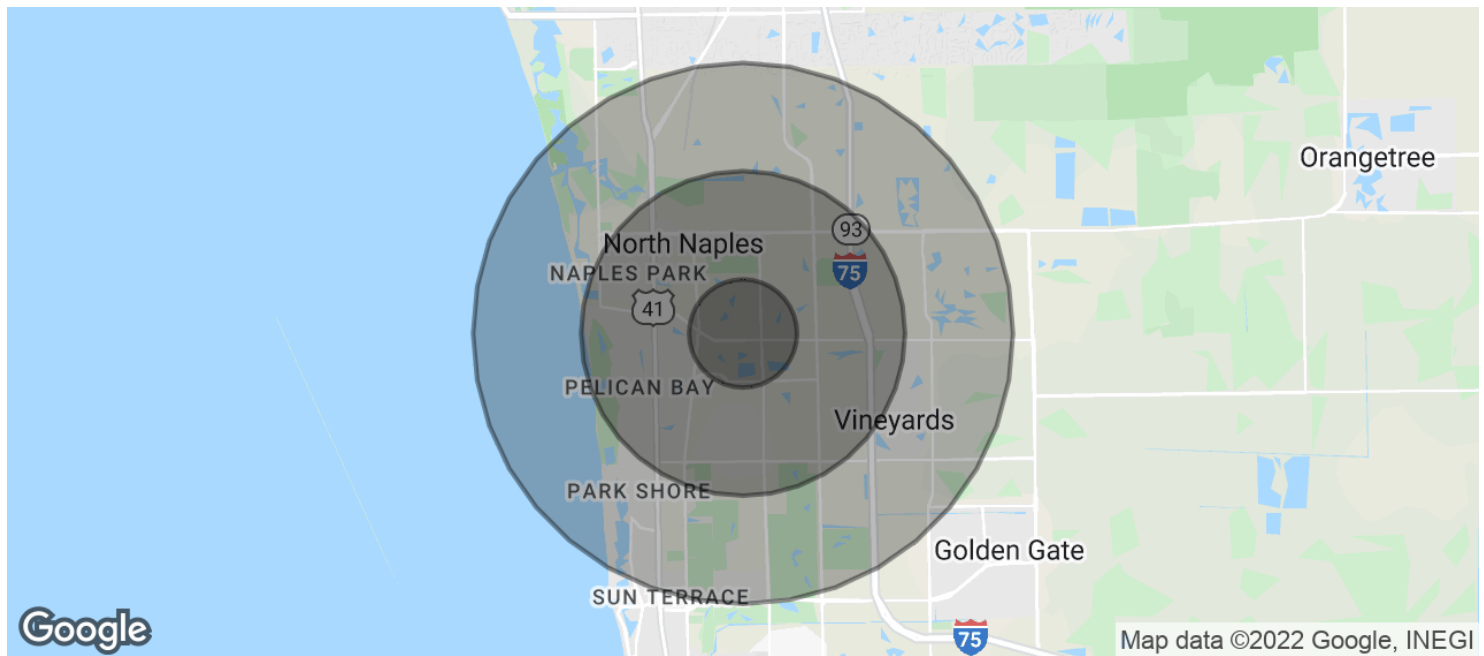 Orangetree
93
North Naples
NAPLES PARK
75
41
PELICAN BAY
Vineyards
PARK SHORE
Golden Gate
SUN TERRACE
Google
75
Map data ©2022 Google, INEGI